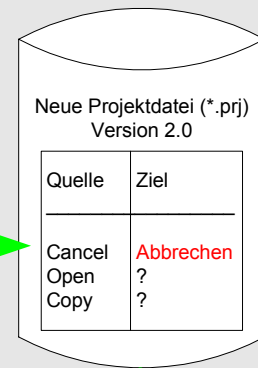 Neue Projektdatei (*.prj)
Version 2.0
Quelle Ziel
Cancel Abbrechen
Open ?
Copy ?